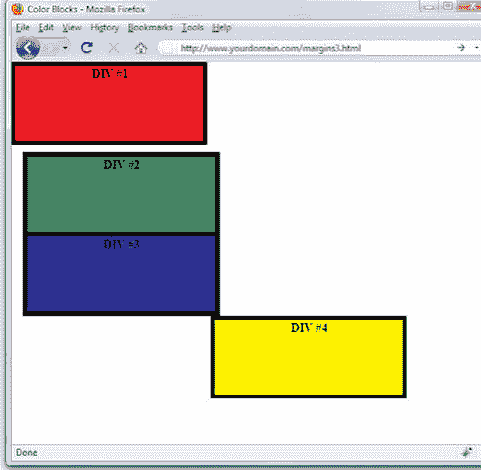 Color Blocks - Mozilla Firefox
File Edit View History Bookmarks Tools Help
http://www.yourdomain.com/margins3.html
DIV #1
DIV #2
DIV #3
DIV #4
Done